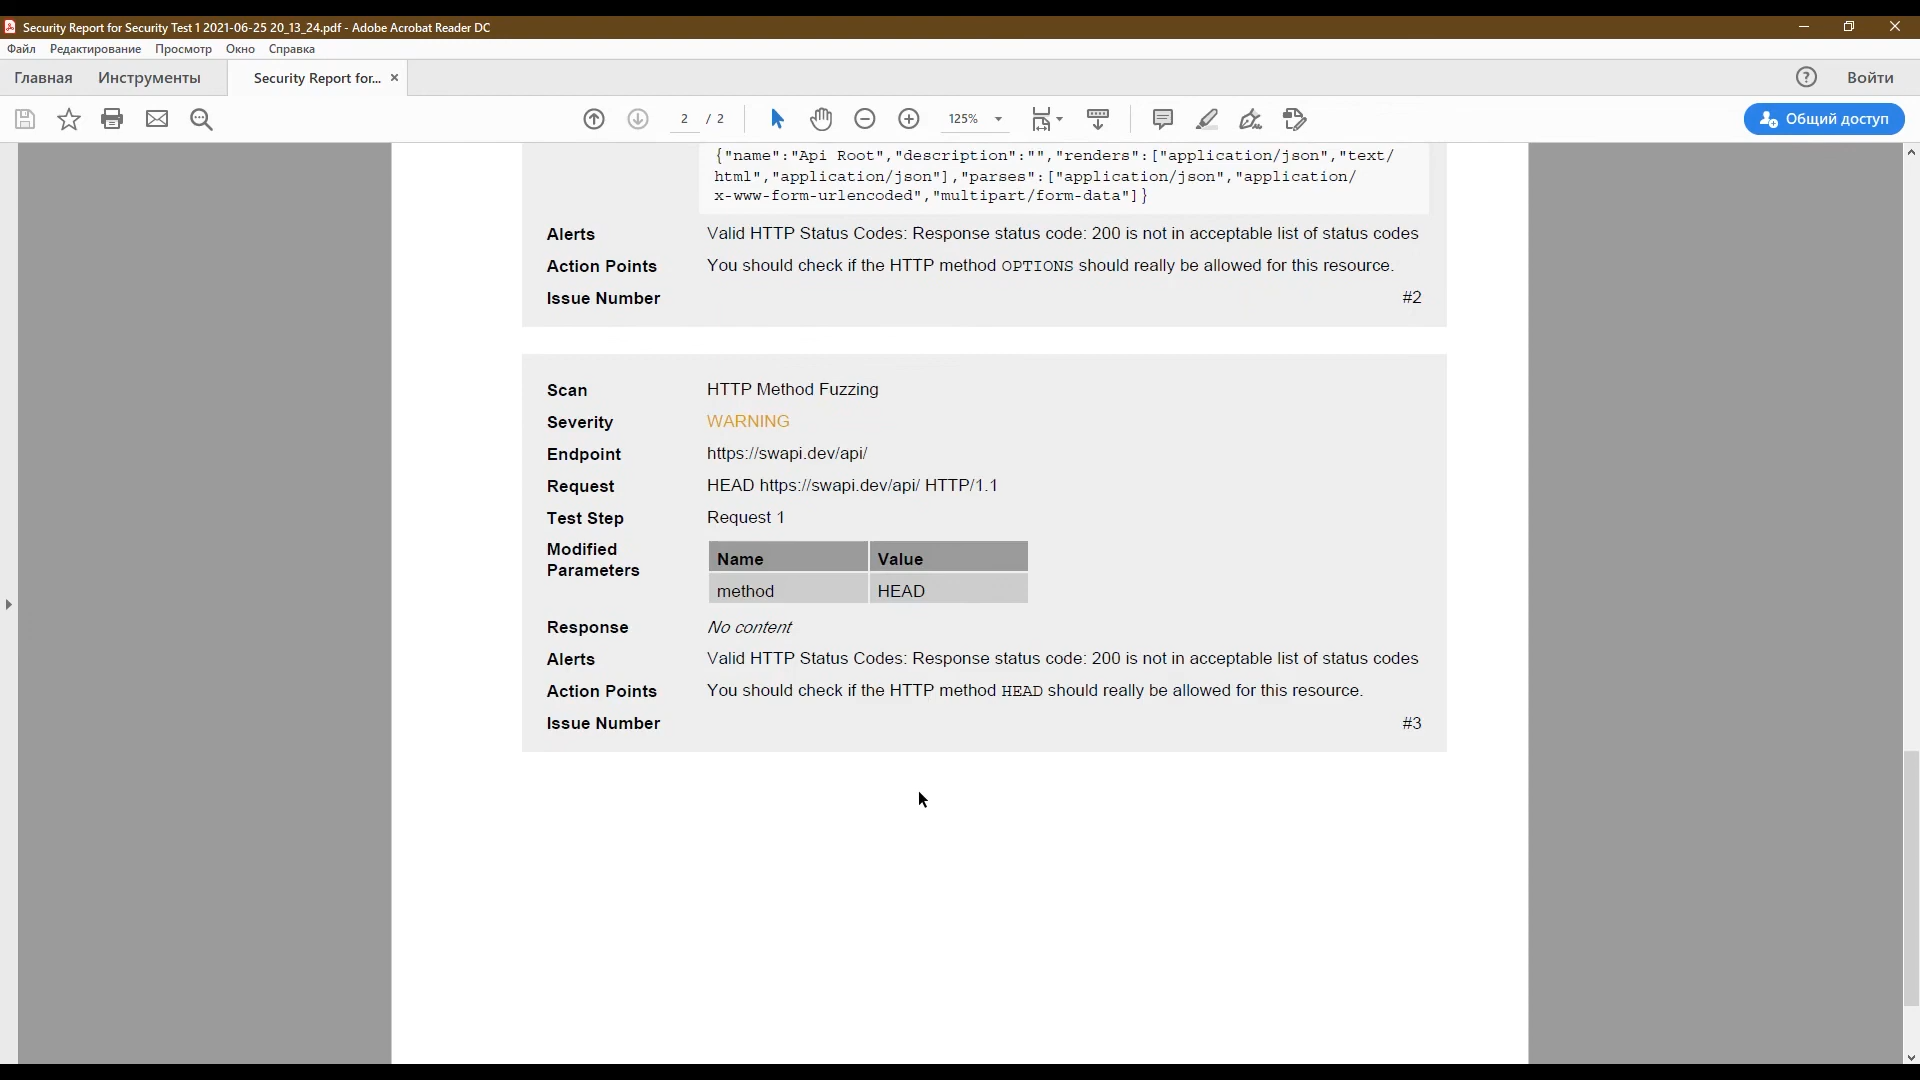 Security Report for Security Test 1 2021-06-25 20_13_24.pdf - Adobe Acrobat Reader DC
Файл Редактирование Просмотр Окно Справка
Главная Инструменты Security Report for... × ? Войти
2 / 2 125% Общий доступ
{"name":"Api Root","description":"","renders":["application/json","text/
html","application/json"],"parses":["application/json","application/
x-www-form-urlencoded","multipart/form-data"]}
Alerts Valid HTTP Status Codes: Response status code: 200 is not in acceptable list of status codes
Action Points You should check if the HTTP method OPTIONS should really be allowed for this resource.
Issue Number #2
Scan HTTP Method Fuzzing
Severity WARNING
Endpoint https://swapi.dev/api/
Request HEAD https://swapi.dev/api/ HTTP/1.1
Test Step Request 1
Modified
Parameters
Name Value
method HEAD
Response No content
Alerts Valid HTTP Status Codes: Response status code: 200 is not in acceptable list of status codes
Action Points You should check if the HTTP method HEAD should really be allowed for this resource.
Issue Number #3